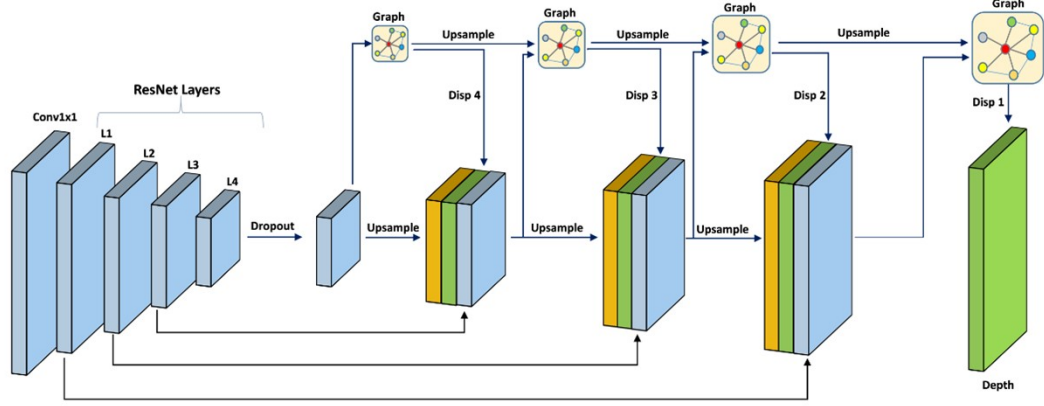 Graph
Upsample
Graph
Upsample
Graph
Upsample
Graph
ResNet Layers
Disp 4
Disp 3
Disp 2
Disp 1
Conv1x1
L1
L2
L3
L4
Dropout
Upsample
Upsample
Upsample
Depth